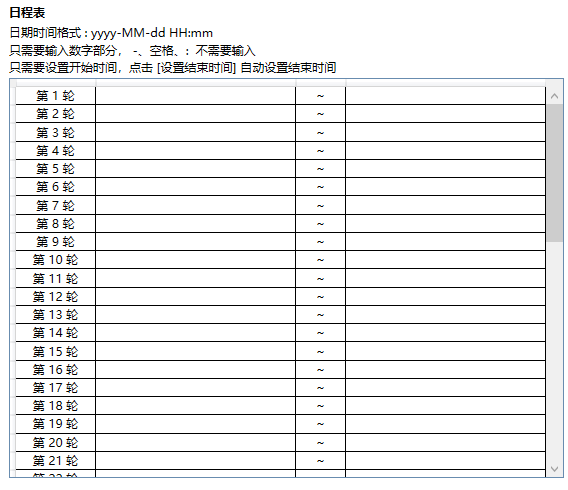 日程表
日期时间格式 : yyyy-MM-dd HH:mm
只需要输入数字部分， -、空格、: 不需要输入
只需要设置开始时间，点击 [设置结束时间] 自动设置结束时间
第 1 轮 ~
第 2 轮 ~
第 3 轮 ~
第 4 轮 ~
第 5 轮 ~
第 6 轮 ~
第 7 轮 ~
第 8 轮 ~
第 9 轮 ~
第 10 轮 ~
第 11 轮 ~
第 12 轮 ~
第 13 轮 ~
第 14 轮 ~
第 15 轮 ~
第 16 轮 ~
第 17 轮 ~
第 18 轮 ~
第 19 轮 ~
第 20 轮 ~
第 21 轮 ~